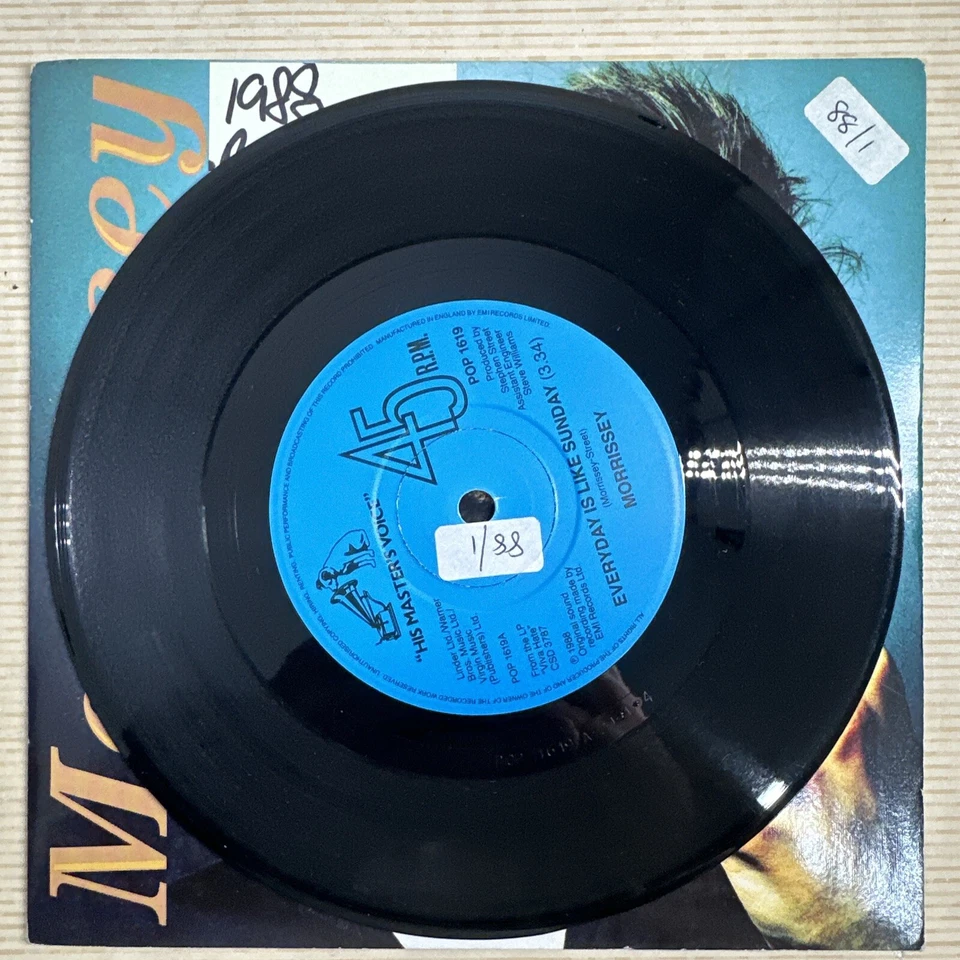 1988
1/88
"HIS MASTER'S VOICE"
45 R.P.M.
Under Ltd./Warner
Bros. Music Ltd./
Virgin Music
(Publishers) Ltd.
POP 1619A
From the LP
"Viva Hate"
CSD 3787
℗ 1988
Original sound
recording made by
EMI Records Ltd.
1/88
POP 1619
Produced by
Stephen Street
Assistant Engineer
Steve Williams
EVERYDAY IS LIKE SUNDAY (3.34)
(Morrissey-Street)
MORRISSEY
ALL RIGHTS OF THE PRODUCER AND OF THE OWNER OF THE RECORDED WORK RESERVED. UNAUTHORISED COPYING, HIRING, RENTING, PUBLIC PERFORMANCE AND BROADCASTING OF THIS RECORD PROHIBITED. MANUFACTURED IN ENGLAND BY EMI RECORDS LIMITED.
POP 1619 A